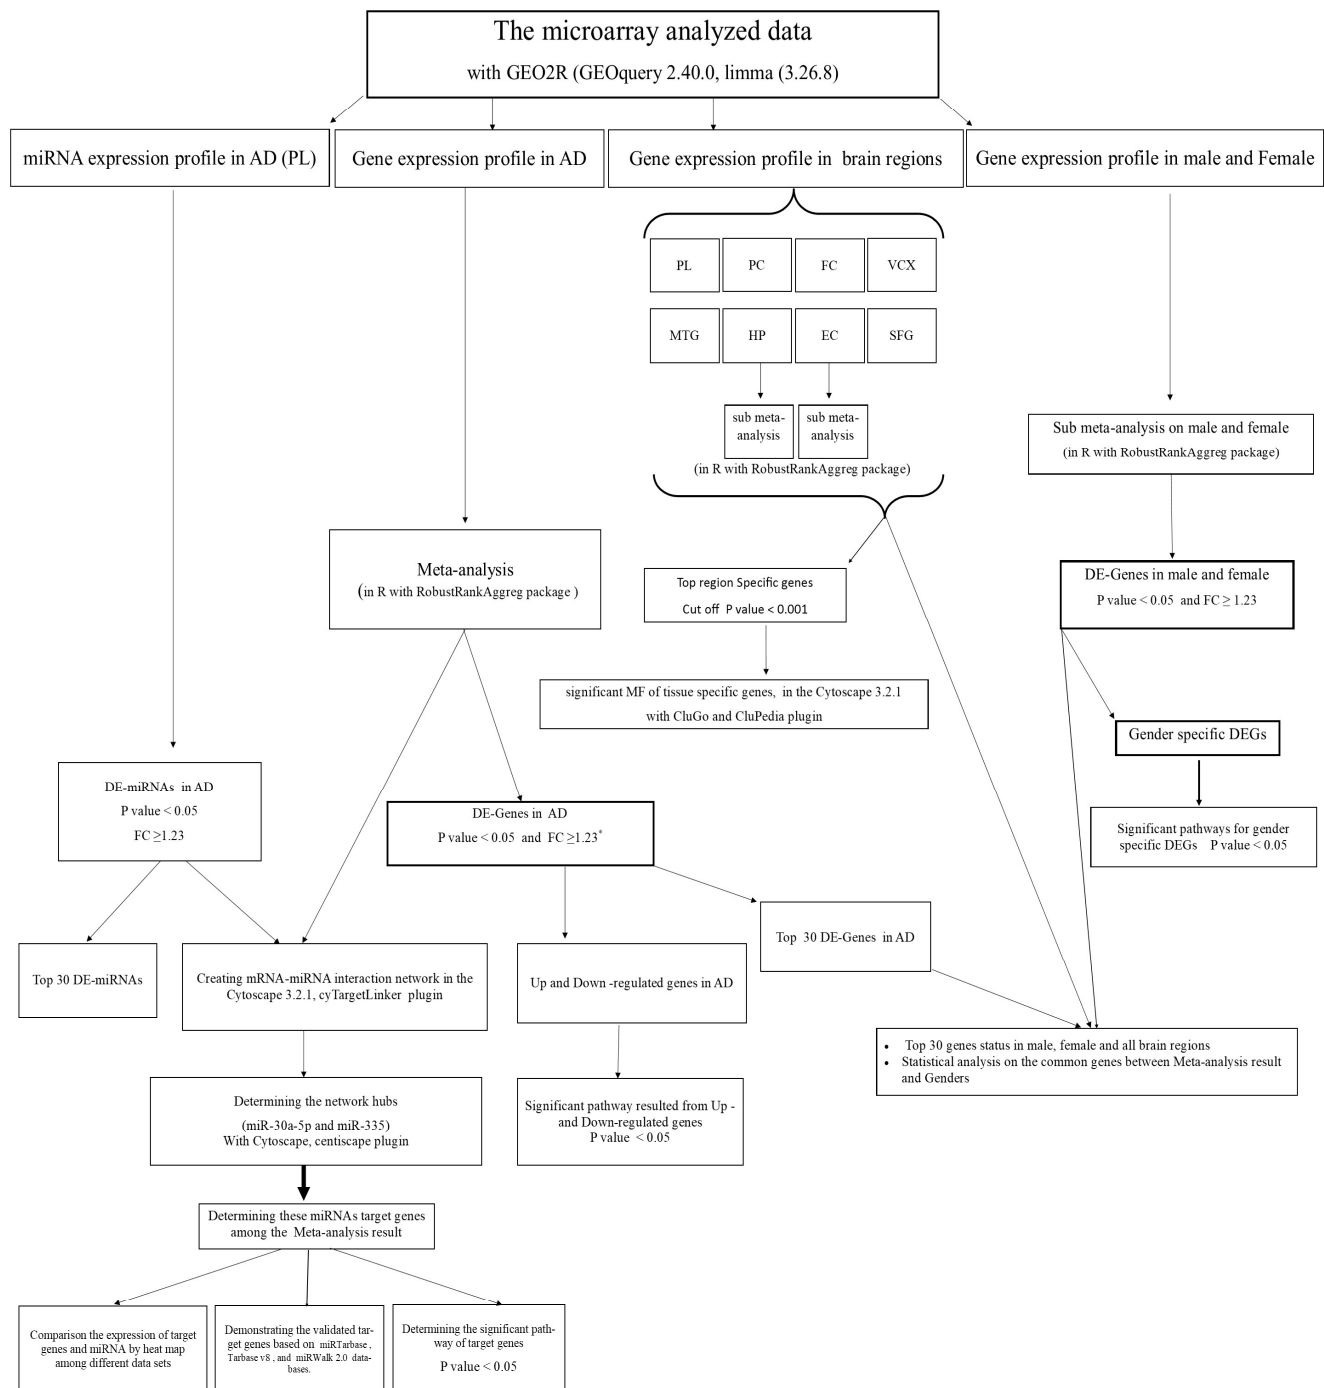 The microarray analyzed data
with GEO2R (GEOquery 2.40.0, limma (3.26.8)
miRNA expression profile in AD (PL)
Gene expression profile in AD
Gene expression profile in brain regions
Gene expression profile in male and Female
PL
PC
FC
VCX
MTG
HP
EC
SFG
sub meta-
analysis
sub meta-
analysis
(in R with RobustRankAggreg package)
Sub meta-analysis on male and female
(in R with RobustRankAggreg package)
Meta-analysis
(in R with RobustRankAggreg package )
Top region Specific genes
Cut off P value < 0.001
DE-Genes in male and female
P value < 0.05 and FC ≥ 1.23
significant MF of tissue specific genes, in the Cytoscape 3.2.1
with CluGo and CluPedia plugin
Gender specific DEGs
DE-miRNAs in AD
P value < 0.05
FC ≥1.23
DE-Genes in AD
P value < 0.05 and FC ≥1.23*
Significant pathways for gender
specific DEGs P value < 0.05
Top 30 DE-miRNAs
Creating mRNA-miRNA interaction network in the
Cytoscape 3.2.1, cyTargetLinker plugin
Up and Down -regulated genes in AD
Top 30 DE-Genes in AD
• Top 30 genes status in male, female and all brain regions
• Statistical analysis on the common genes between Meta-analysis result
and Genders
Determining the network hubs
(miR-30a-5p and miR-335)
With Cytoscape, centiscape plugin
Significant pathway resulted from Up -
and Down-regulated genes
P value < 0.05
Determining these miRNAs target genes
among the Meta-analysis result
Comparison the expression of target
genes and miRNA by heat map
among different data sets
Demonstrating the validated tar-
get genes based on miRTarbase ,
Tarbase v8 , and miRWalk 2.0 data-
bases.
Determining the significant path-
way of target genes
P value < 0.05